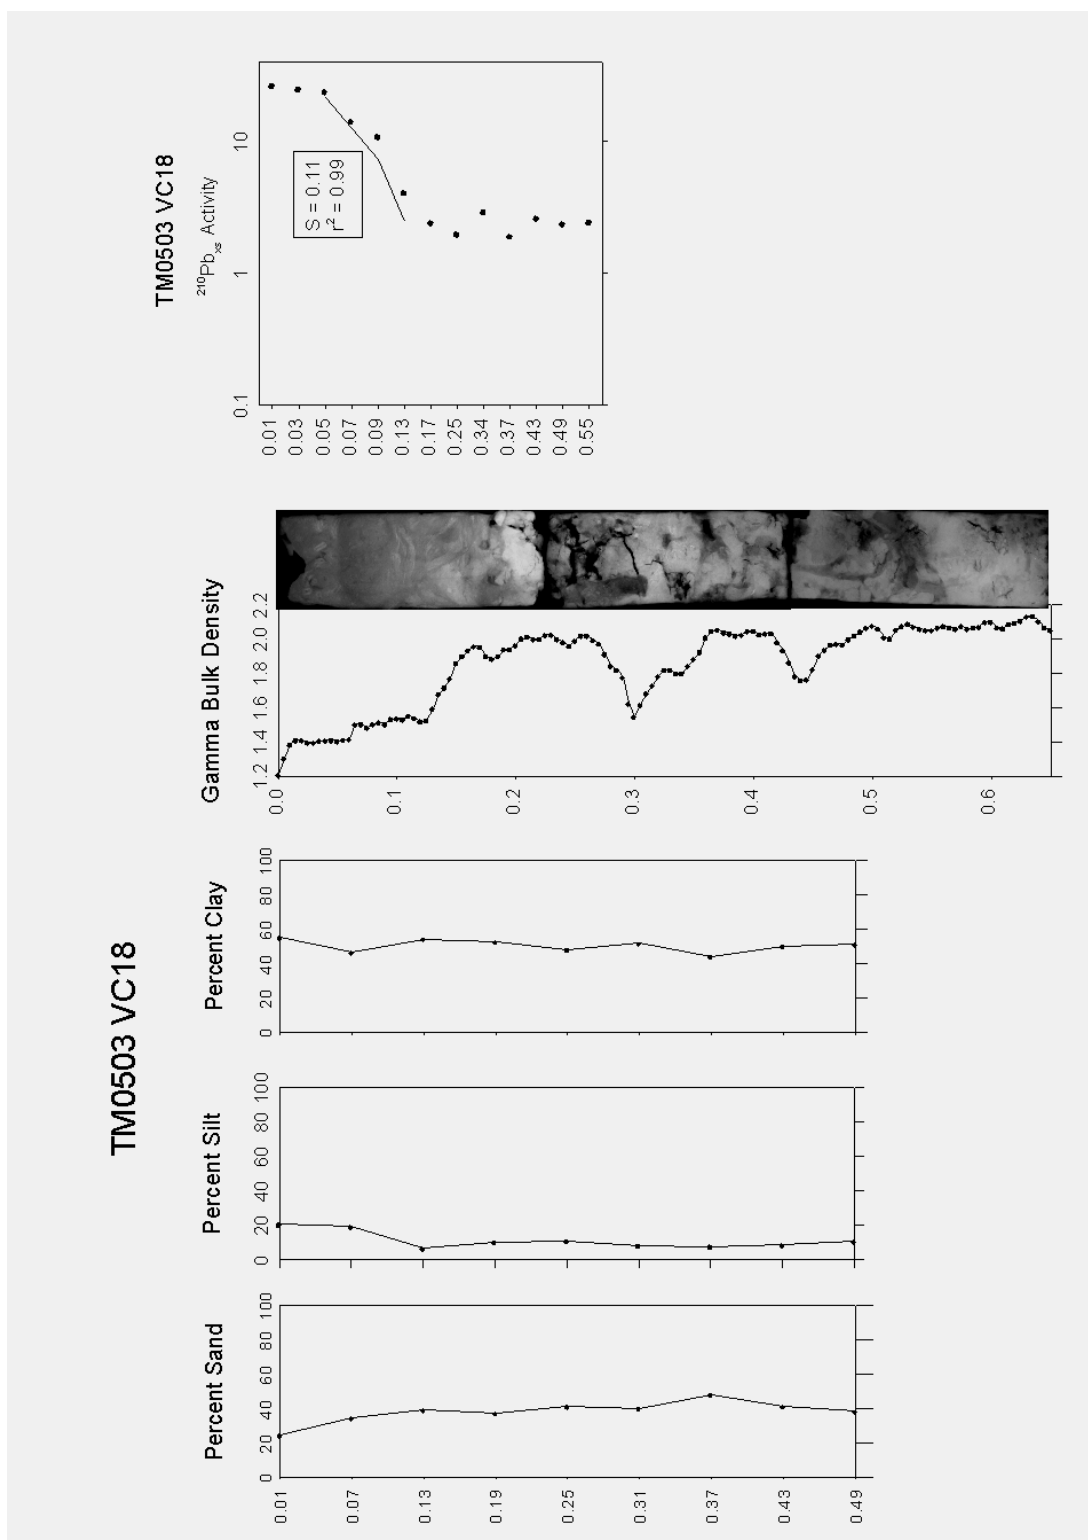 TM0503 VC18
Percent Sand
0 20 40 60 80 100
0.01
0.07
0.13
0.19
0.25
0.31
0.37
0.43
0.49
Percent Silt
0 20 40 60 80 100
Percent Clay
0 20 40 60 80 100
Gamma Bulk Density
1.2 1.4 1.6 1.8 2.0 2.2
0.0
0.1
0.2
0.3
0.4
0.5
0.6
TM0503 VC18
²¹⁰Pbxs Activity
0.1 1 10
S = 0.11
r² = 0.99
0.01
0.03
0.05
0.07
0.09
0.13
0.17
0.25
0.34
0.37
0.43
0.49
0.55